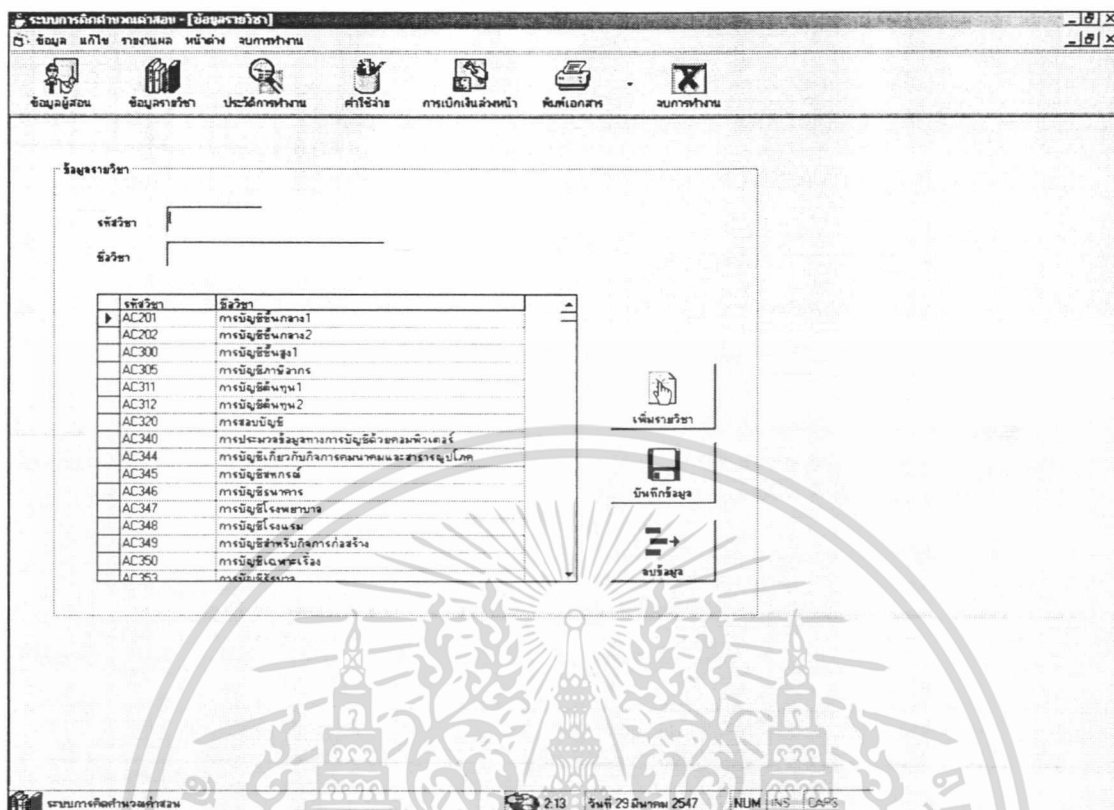 ระบบการคิดคำนวณค่าสอน - [ข้อมูลรายวิชา]
ข้อมูล แก้ไข รายงานผล หน้าต่าง จบการทำงาน
ข้อมูลผู้สอน ข้อมูลรายวิชา ประวัติการทำงาน ค่าใช้จ่าย การเบิกเงินล่วงหน้า พิมพ์เอกสาร จบการทำงาน
ข้อมูลรายวิชา
รหัสวิชา
ชื่อวิชา
รหัสวิชา ชื่อวิชา
AC201 การบัญชีชั้นกลาง1
AC202 การบัญชีชั้นกลาง2
AC300 การบัญชีชั้นสูง1
AC305 การบัญชีภาษีอากร
AC311 การบัญชีต้นทุน1
AC312 การบัญชีต้นทุน2
AC320 การสอบบัญชี
AC340 การประมวลข้อมูลทางการบัญชีด้วยคอมพิวเตอร์
AC344 การบัญชีเกี่ยวกับกิจการคมนาคมและสาธารณูปโภค
AC345 การบัญชีสหกรณ์
AC346 การบัญชีธนาคาร
AC347 การบัญชีโรงพยาบาล
AC348 การบัญชีโรงแรม
AC349 การบัญชีสำหรับกิจการก่อสร้าง
AC350 การบัญชีเฉพาะเรื่อง
AC353 การบัญชีรัฐบาล
เพิ่มรายวิชา
บันทึกข้อมูล
ลบข้อมูล
ระบบการคิดคำนวณค่าสอน 2:13 วันที่ 29 มีนาคม 2547 NUM INS CAPS